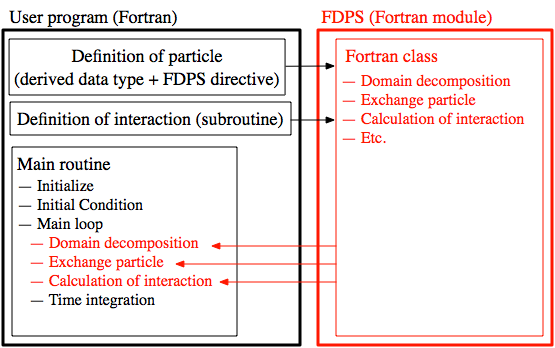 User program (Fortran)
Definition of particle
(derived data type + FDPS directive)
Definition of interaction (subroutine)
Main routine
— Initialize
— Initial Condition
— Main loop
— Domain decomposition
— Exchange particle
— Calculation of interaction
— Time integration
FDPS (Fortran module)
Fortran class
— Domain decomposition
— Exchange particle
— Calculation of interaction
— Etc.